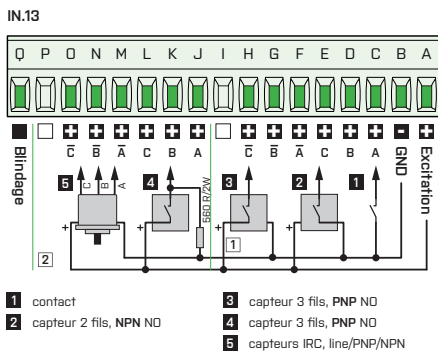 IN.13
Q P O N M L K J I H G F E D C B A
C̅ B̅ A̅ C B A C̅ B̅ A̅ C B A
Blindage
GND
Excitation
5 C B A
4
560 R/2W
3
2
1
+ + + +
1
2
1 contact
2 capteur 2 fils, NPN NO
3 capteur 3 fils, PNP NO
4 capteur 3 fils, PNP NO
5 capteurs IRC, line/PNP/NPN